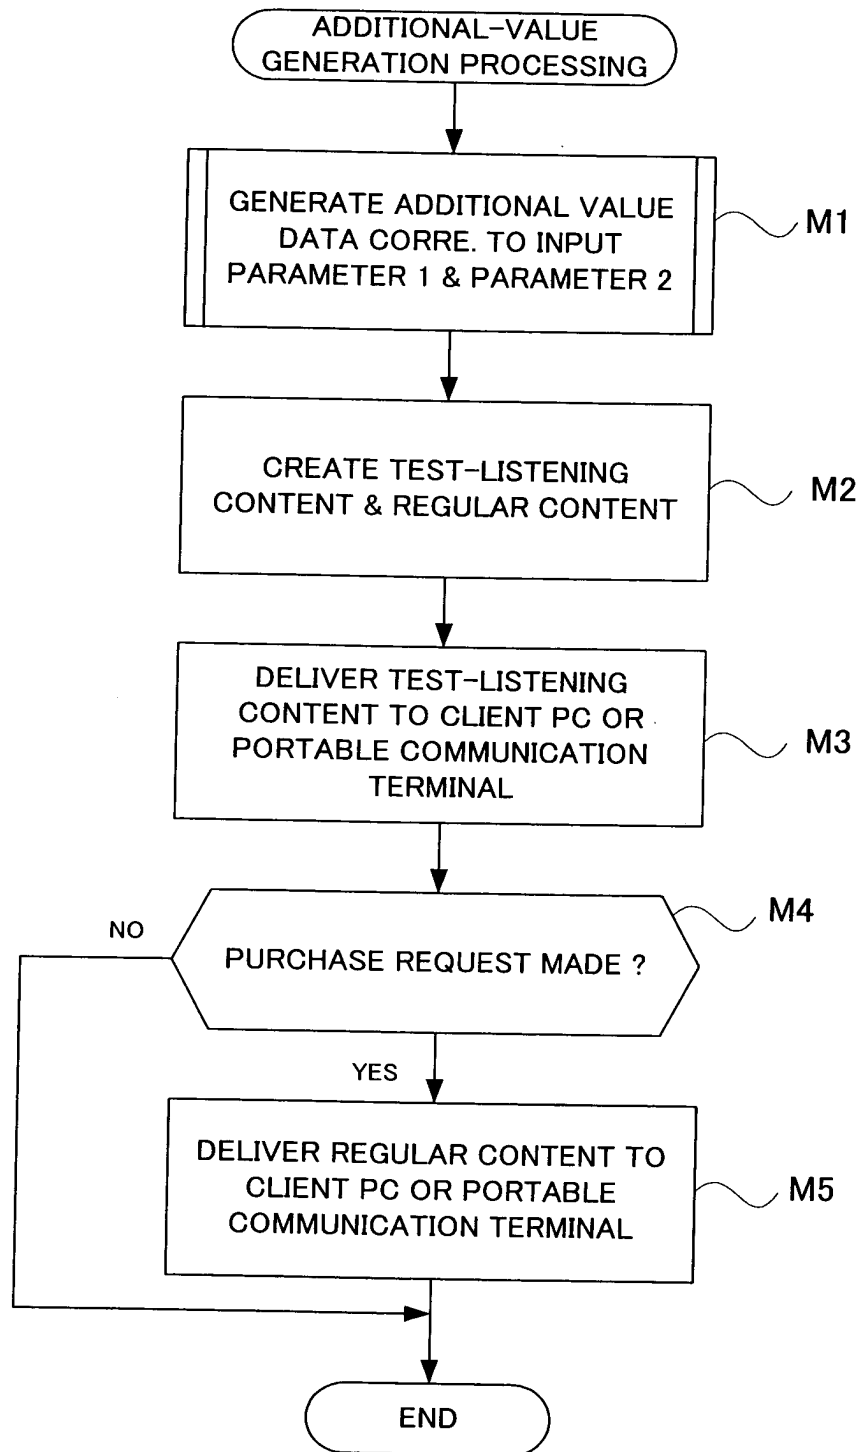 ADDITIONAL-VALUE
GENERATION PROCESSING
GENERATE ADDITIONAL VALUE
DATA CORRE. TO INPUT
PARAMETER 1 & PARAMETER 2
M1
CREATE TEST-LISTENING
CONTENT & REGULAR CONTENT
M2
DELIVER TEST-LISTENING
CONTENT TO CLIENT PC OR
PORTABLE COMMUNICATION
TERMINAL
M3
PURCHASE REQUEST MADE ?
M4
NO
YES
DELIVER REGULAR CONTENT TO
CLIENT PC OR PORTABLE
COMMUNICATION TERMINAL
M5
END